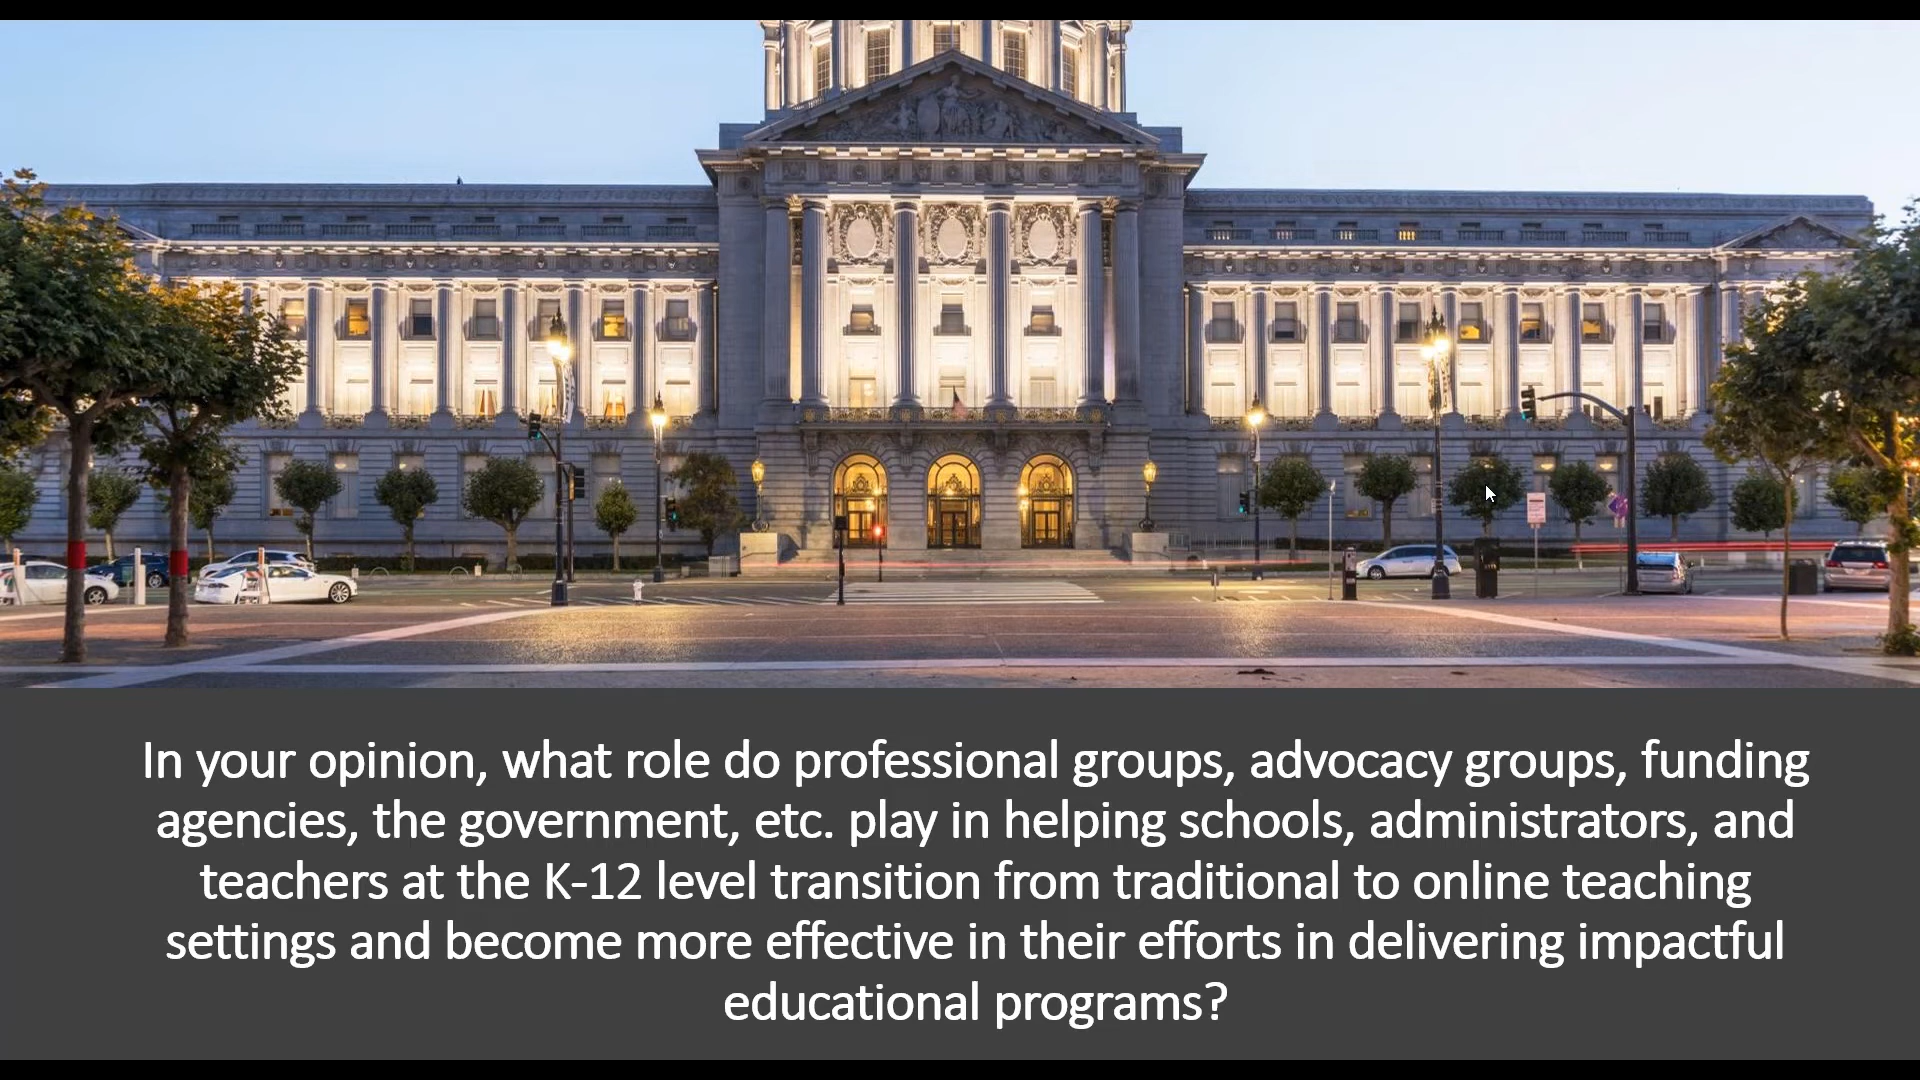 In your opinion, what role do professional groups, advocacy groups, funding
agencies, the government, etc. play in helping schools, administrators, and
teachers at the K-12 level transition from traditional to online teaching
settings and become more effective in their efforts in delivering impactful
educational programs?